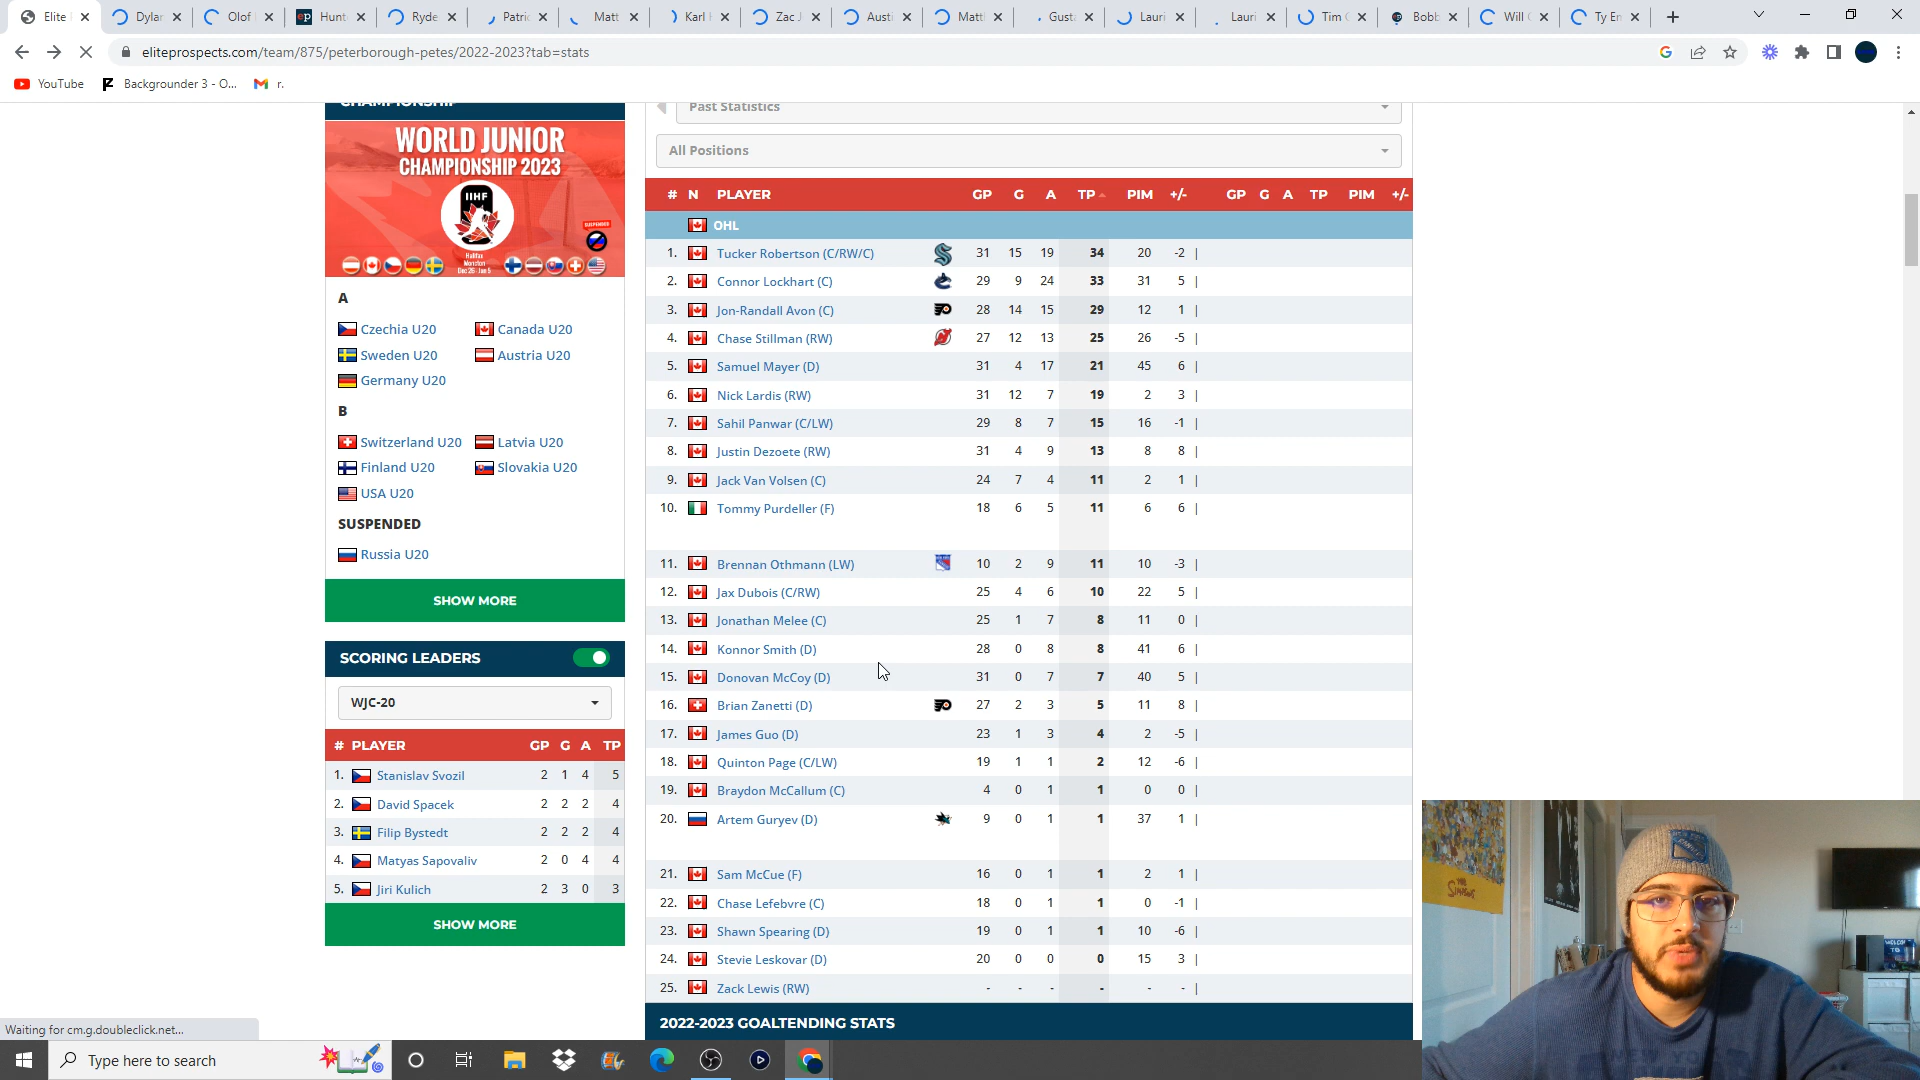 Elite
Dylar
Olof
Hunt
Ryde
Patric
Matt
Karl
Zac J
Austi
Matt
Gust
Lauri
Lauri
Tim
Bobb
Will
Ty En
eliteprospects.com/team/875/peterborough-petes/2022-2023?tab=stats
YouTube
Backgrounder 3 - O...
r.
CHAMPIONSHIP
WORLD JUNIOR
CHAMPIONSHIP 2023
IIHF
SUSPENDED
Halifax
Moncton
Dec 26 - Jan 5
A
Czechia U20 Canada U20
Sweden U20 Austria U20
Germany U20
B
Switzerland U20 Latvia U20
Finland U20 Slovakia U20
USA U20
SUSPENDED
Russia U20
SHOW MORE
SCORING LEADERS
WJC-20
# PLAYER GP G A TP
1. Stanislav Svozil 2 1 4 5
2. David Spacek 2 2 2 4
3. Filip Bystedt 2 2 2 4
4. Matyas Sapovaliv 2 0 4 4
5. Jiri Kulich 2 3 0 3
SHOW MORE
Past Statistics
All Positions
# N PLAYER GP G A TP PIM +/- GP G A TP PIM +/-
OHL
1. Tucker Robertson (C/RW/C) 31 15 19 34 20 -2 |
2. Connor Lockhart (C) 29 9 24 33 31 5 |
3. Jon-Randall Avon (C) 28 14 15 29 12 1 |
4. Chase Stillman (RW) 27 12 13 25 26 -5 |
5. Samuel Mayer (D) 31 4 17 21 45 6 |
6. Nick Lardis (RW) 31 12 7 19 2 3 |
7. Sahil Panwar (C/LW) 29 8 7 15 16 -1 |
8. Justin Dezoete (RW) 31 4 9 13 8 8 |
9. Jack Van Volsen (C) 24 7 4 11 2 1 |
10. Tommy Purdeller (F) 18 6 5 11 6 6 |
11. Brennan Othmann (LW) 10 2 9 11 10 -3 |
12. Jax Dubois (C/RW) 25 4 6 10 22 5 |
13. Jonathan Melee (C) 25 1 7 8 11 0 |
14. Konnor Smith (D) 28 0 8 8 41 6 |
15. Donovan McCoy (D) 31 0 7 7 40 5 |
16. Brian Zanetti (D) 27 2 3 5 11 8 |
17. James Guo (D) 23 1 3 4 2 -5 |
18. Quinton Page (C/LW) 19 1 1 2 12 -6 |
19. Braydon McCallum (C) 4 0 1 1 0 0 |
20. Artem Guryev (D) 9 0 1 1 37 1 |
21. Sam McCue (F) 16 0 1 1 2 1 |
22. Chase Lefebvre (C) 18 0 1 1 0 -1 |
23. Shawn Spearing (D) 19 0 1 1 10 -6 |
24. Stevie Leskovar (D) 20 0 0 0 15 3 |
25. Zack Lewis (RW) - - - - - - |
2022-2023 GOALTENDING STATS
THE SIMPSONS
Waiting for cm.g.doubleclick.net...
Type here to search